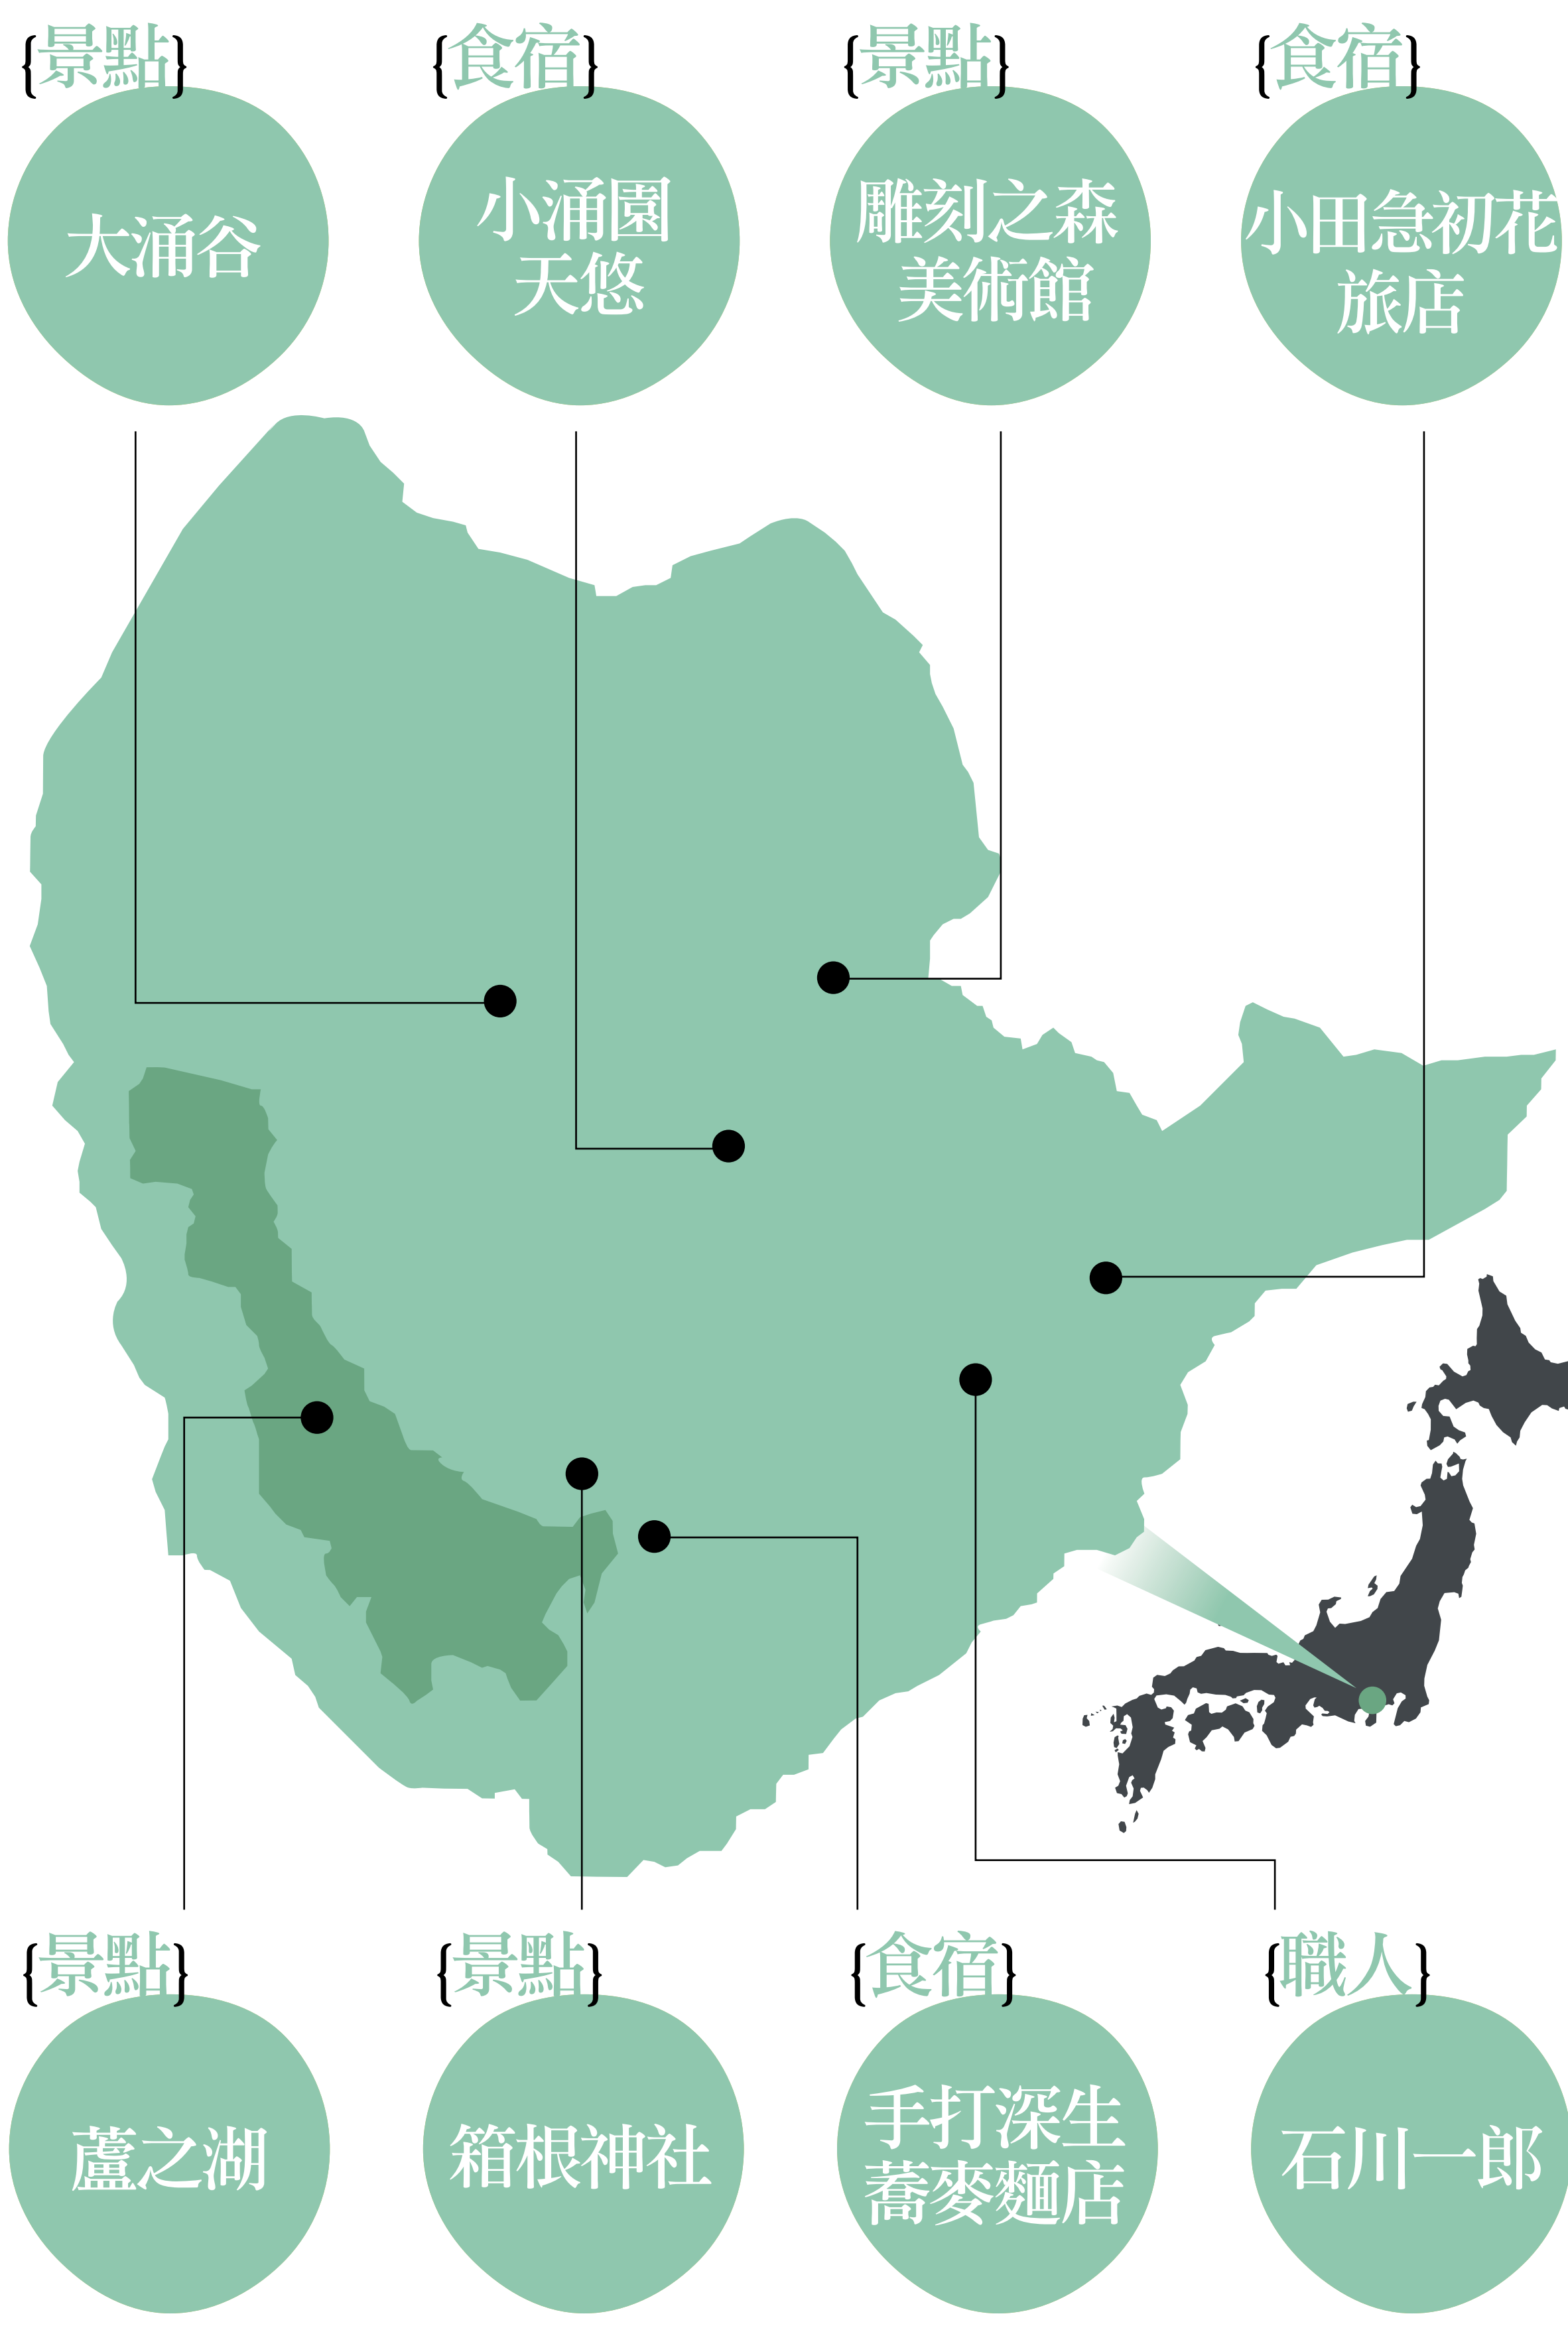 {景點}
大涌谷
{食宿}
小涌園
天悠
{景點}
雕刻之森
美術館
{食宿}
小田急初花
旅店
{景點}
蘆之湖
{景點}
箱根神社
{食宿}
手打深生
蕎麥麵店
{職人}
石川一郎